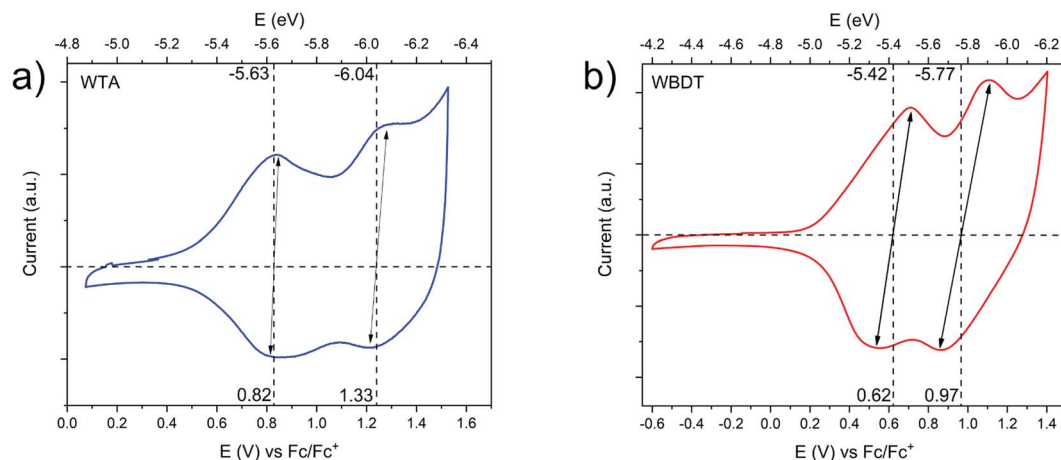 E (eV)
-4.8 -5.0 -5.2 -5.4 -5.6 -5.8 -6.0 -6.2 -6.4
a)
WTA
-5.63 -6.04
Current (a.u.)
0.82 1.33
0.0 0.2 0.4 0.6 0.8 1.0 1.2 1.4 1.6
E (V) vs Fc/Fc⁺
E (eV)
-4.2 -4.4 -4.6 -4.8 -5.0 -5.2 -5.4 -5.6 -5.8 -6.0 -6.2
b)
WBDT
-5.42 -5.77
Current (a.u.)
0.62 0.97
-0.6 -0.4 -0.2 0.0 0.2 0.4 0.6 0.8 1.0 1.2 1.4
E (V) vs Fc/Fc⁺